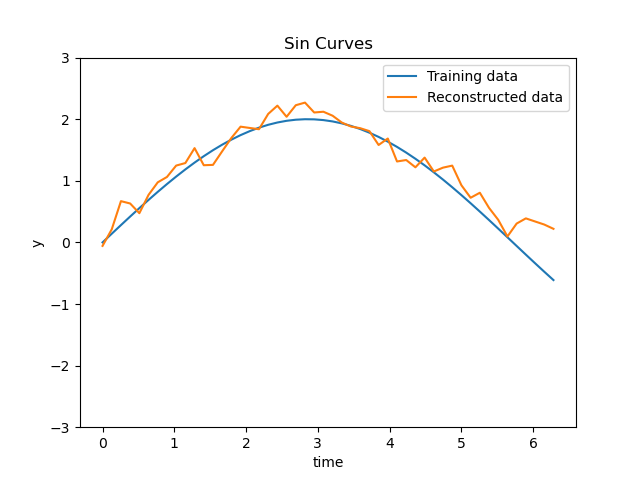 Sin Curves
Training data
Reconstructed data
3
2
1
0
−1
−2
−3
y
0 1 2 3 4 5 6
time